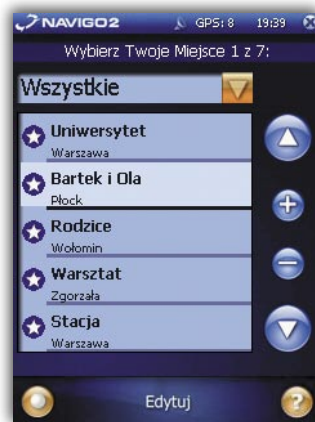 NAVIGO2 GPS: 8 19:39
Wybierz Twoje Miejsce 1 z 7:
Wszystkie
Uniwersytet
Warszawa
Bartek i Ola
Płock
Rodzice
Wołomin
Warsztat
Zgorzała
Stacja
Warszawa
Edytuj ?